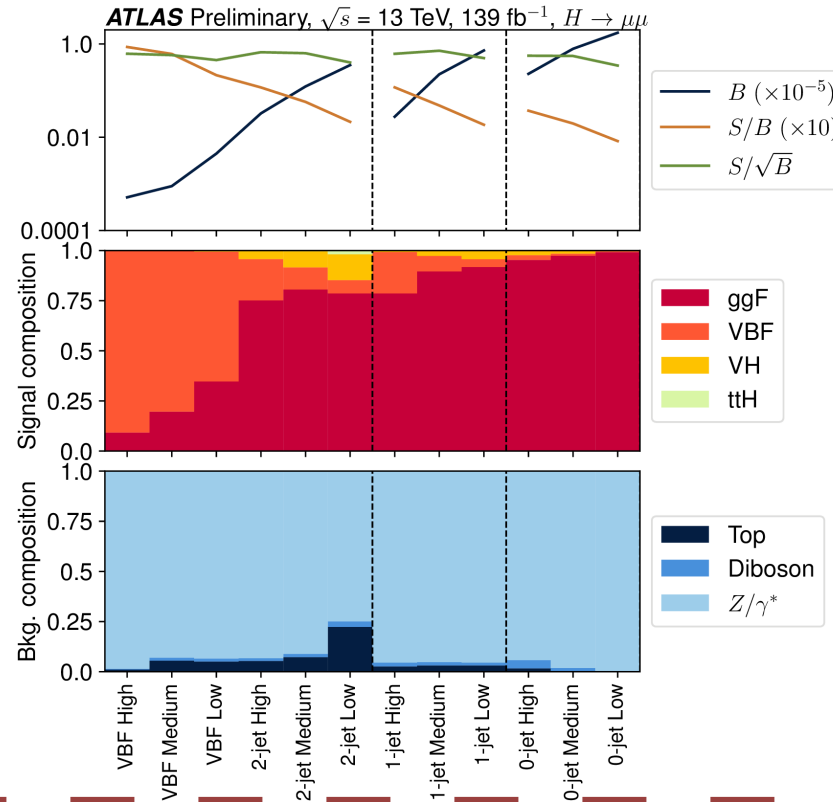 ATLAS Preliminary, √s = 13 TeV, 139 fb⁻¹, H → μμ
1.0
0.01
0.0001
B (×10⁻⁵)
S/B (×10)
S/√B
Signal composition
1.0
0.75
0.5
0.25
0.0
ggF
VBF
VH
ttH
Bkg. composition
1.0
0.75
0.5
0.25
0.0
Top
Diboson
Z/γ*
VBF High
VBF Medium
VBF Low
2-jet High
2-jet Medium
2-jet Low
1-jet High
1-jet Medium
1-jet Low
0-jet High
0-jet Medium
0-jet Low